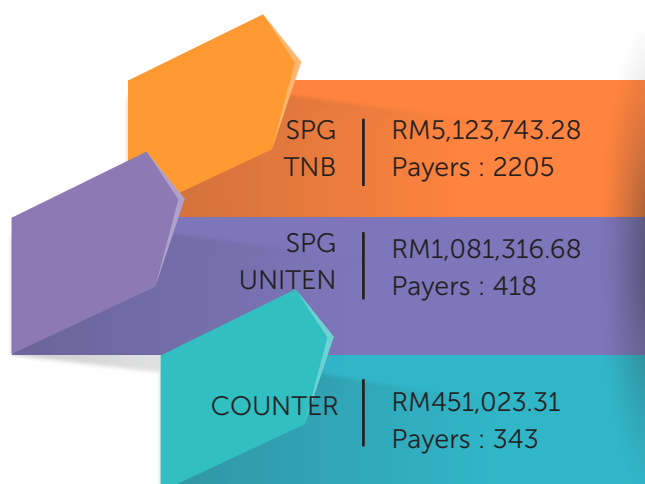 SPG
TNB
RM5,123,743.28
Payers : 2205
SPG
UNITEN
RM1,081,316.68
Payers : 418
COUNTER
RM451,023.31
Payers : 343